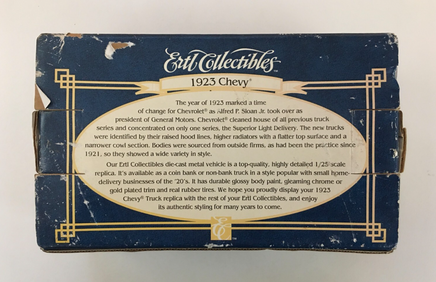 Ertl Collectibles™
1923 Chevy®
The year of 1923 marked a time
of change for Chevrolet® as Alfred P. Sloan Jr. took over as
president of General Motors. Chevrolet® cleaned house of all previous truck
series and concentrated on only one series, the Superior Light Delivery. The new trucks
were identified by their raised hood lines, higher radiators with a flatter top surface and a
narrower cowl section. Bodies were sourced from outside firms, as had been the practice since
1921, so they showed a wide variety in style.
Our Ertl Collectibles die-cast metal vehicle is a top-quality, highly detailed 1/25 scale
replica. It's available as a coin bank or non-bank truck in a style popular with small home-
delivery businesses of the '20's. It has durable glossy body paint, gleaming chrome or
gold plated trim and real rubber tires. We hope you proudly display your 1923
Chevy® Truck replica with the rest of your Ertl Collectibles, and enjoy
its authentic styling for many years to come.